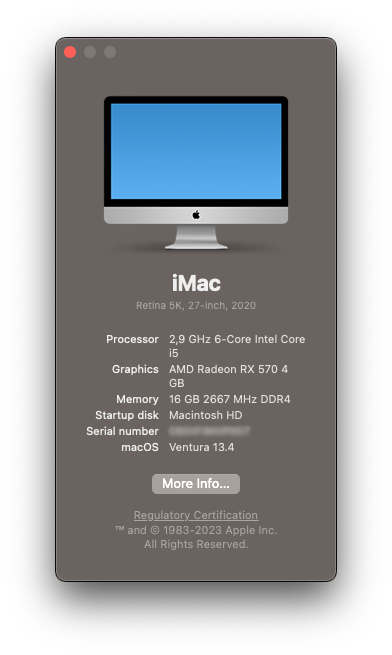 iMac
Retina 5K, 27-inch, 2020
Processor 2,9 GHz 6-Core Intel Core
i5
Graphics AMD Radeon RX 570 4
GB
Memory 16 GB 2667 MHz DDR4
Startup disk Macintosh HD
Serial number
macOS Ventura 13.4
More Info...
Regulatory Certification
™ and © 1983-2023 Apple Inc.
All Rights Reserved.